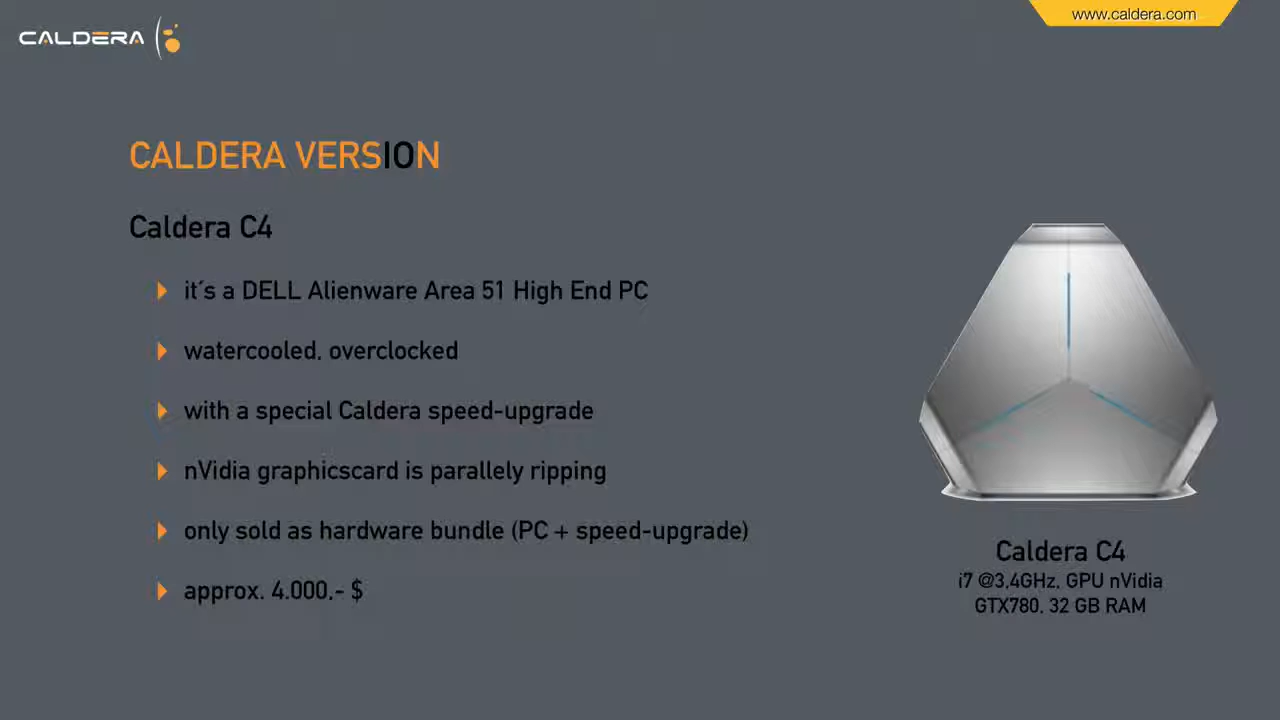 www.caldera.com
CALDERA
CALDERA VERSION
Caldera C4
it´s a DELL Alienware Area 51 High End PC
watercooled, overclocked
with a special Caldera speed-upgrade
nVidia graphicscard is parallely ripping
only sold as hardware bundle (PC + speed-upgrade)
approx. 4.000,- $
Caldera C4
i7 @3,4GHz, GPU nVidia
GTX780, 32 GB RAM